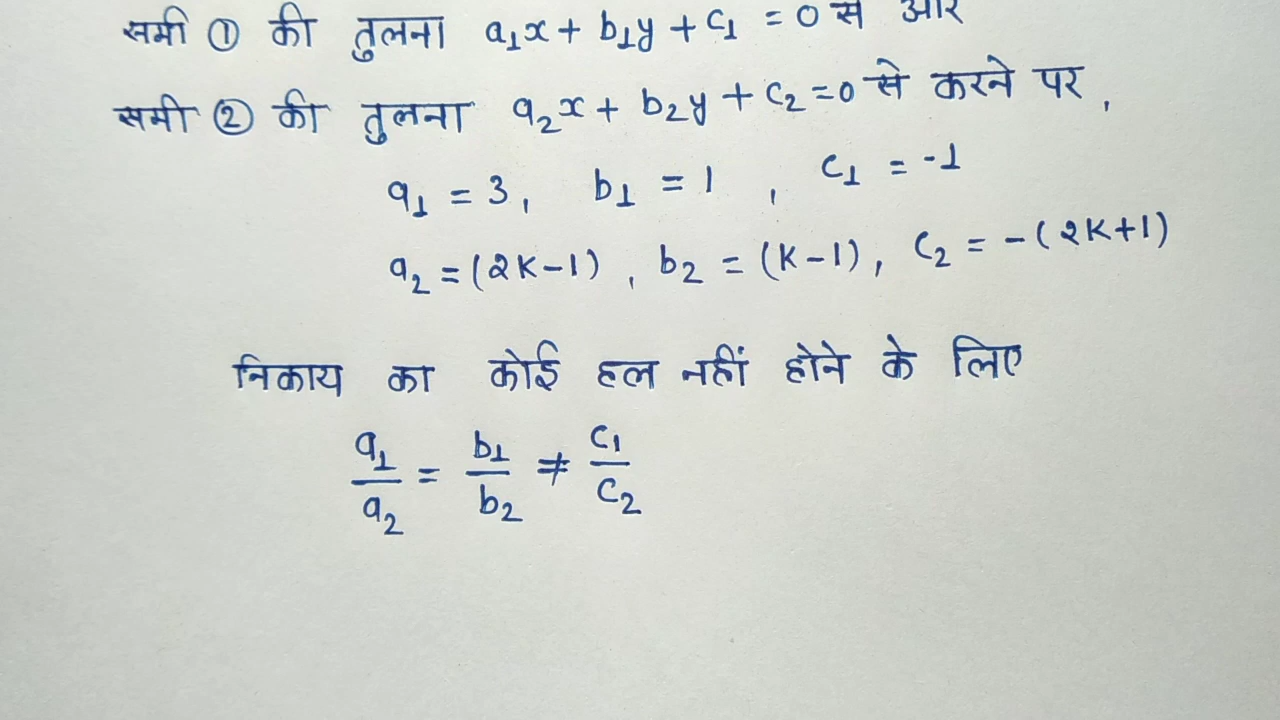 समी ① की तुलना a₁x + b₁y + c₁ = 0 से और
समी ② की तुलना a₂x + b₂y + c₂ = 0 से करने पर,
a₁ = 3, b₁ = 1, c₁ = -1
a₂ = (2K-1), b₂ = (K-1), c₂ = -(2K+1)
निकाय का कोई हल नहीं होने के लिए
a₁/a₂ = b₁/b₂ ≠ c₁/c₂